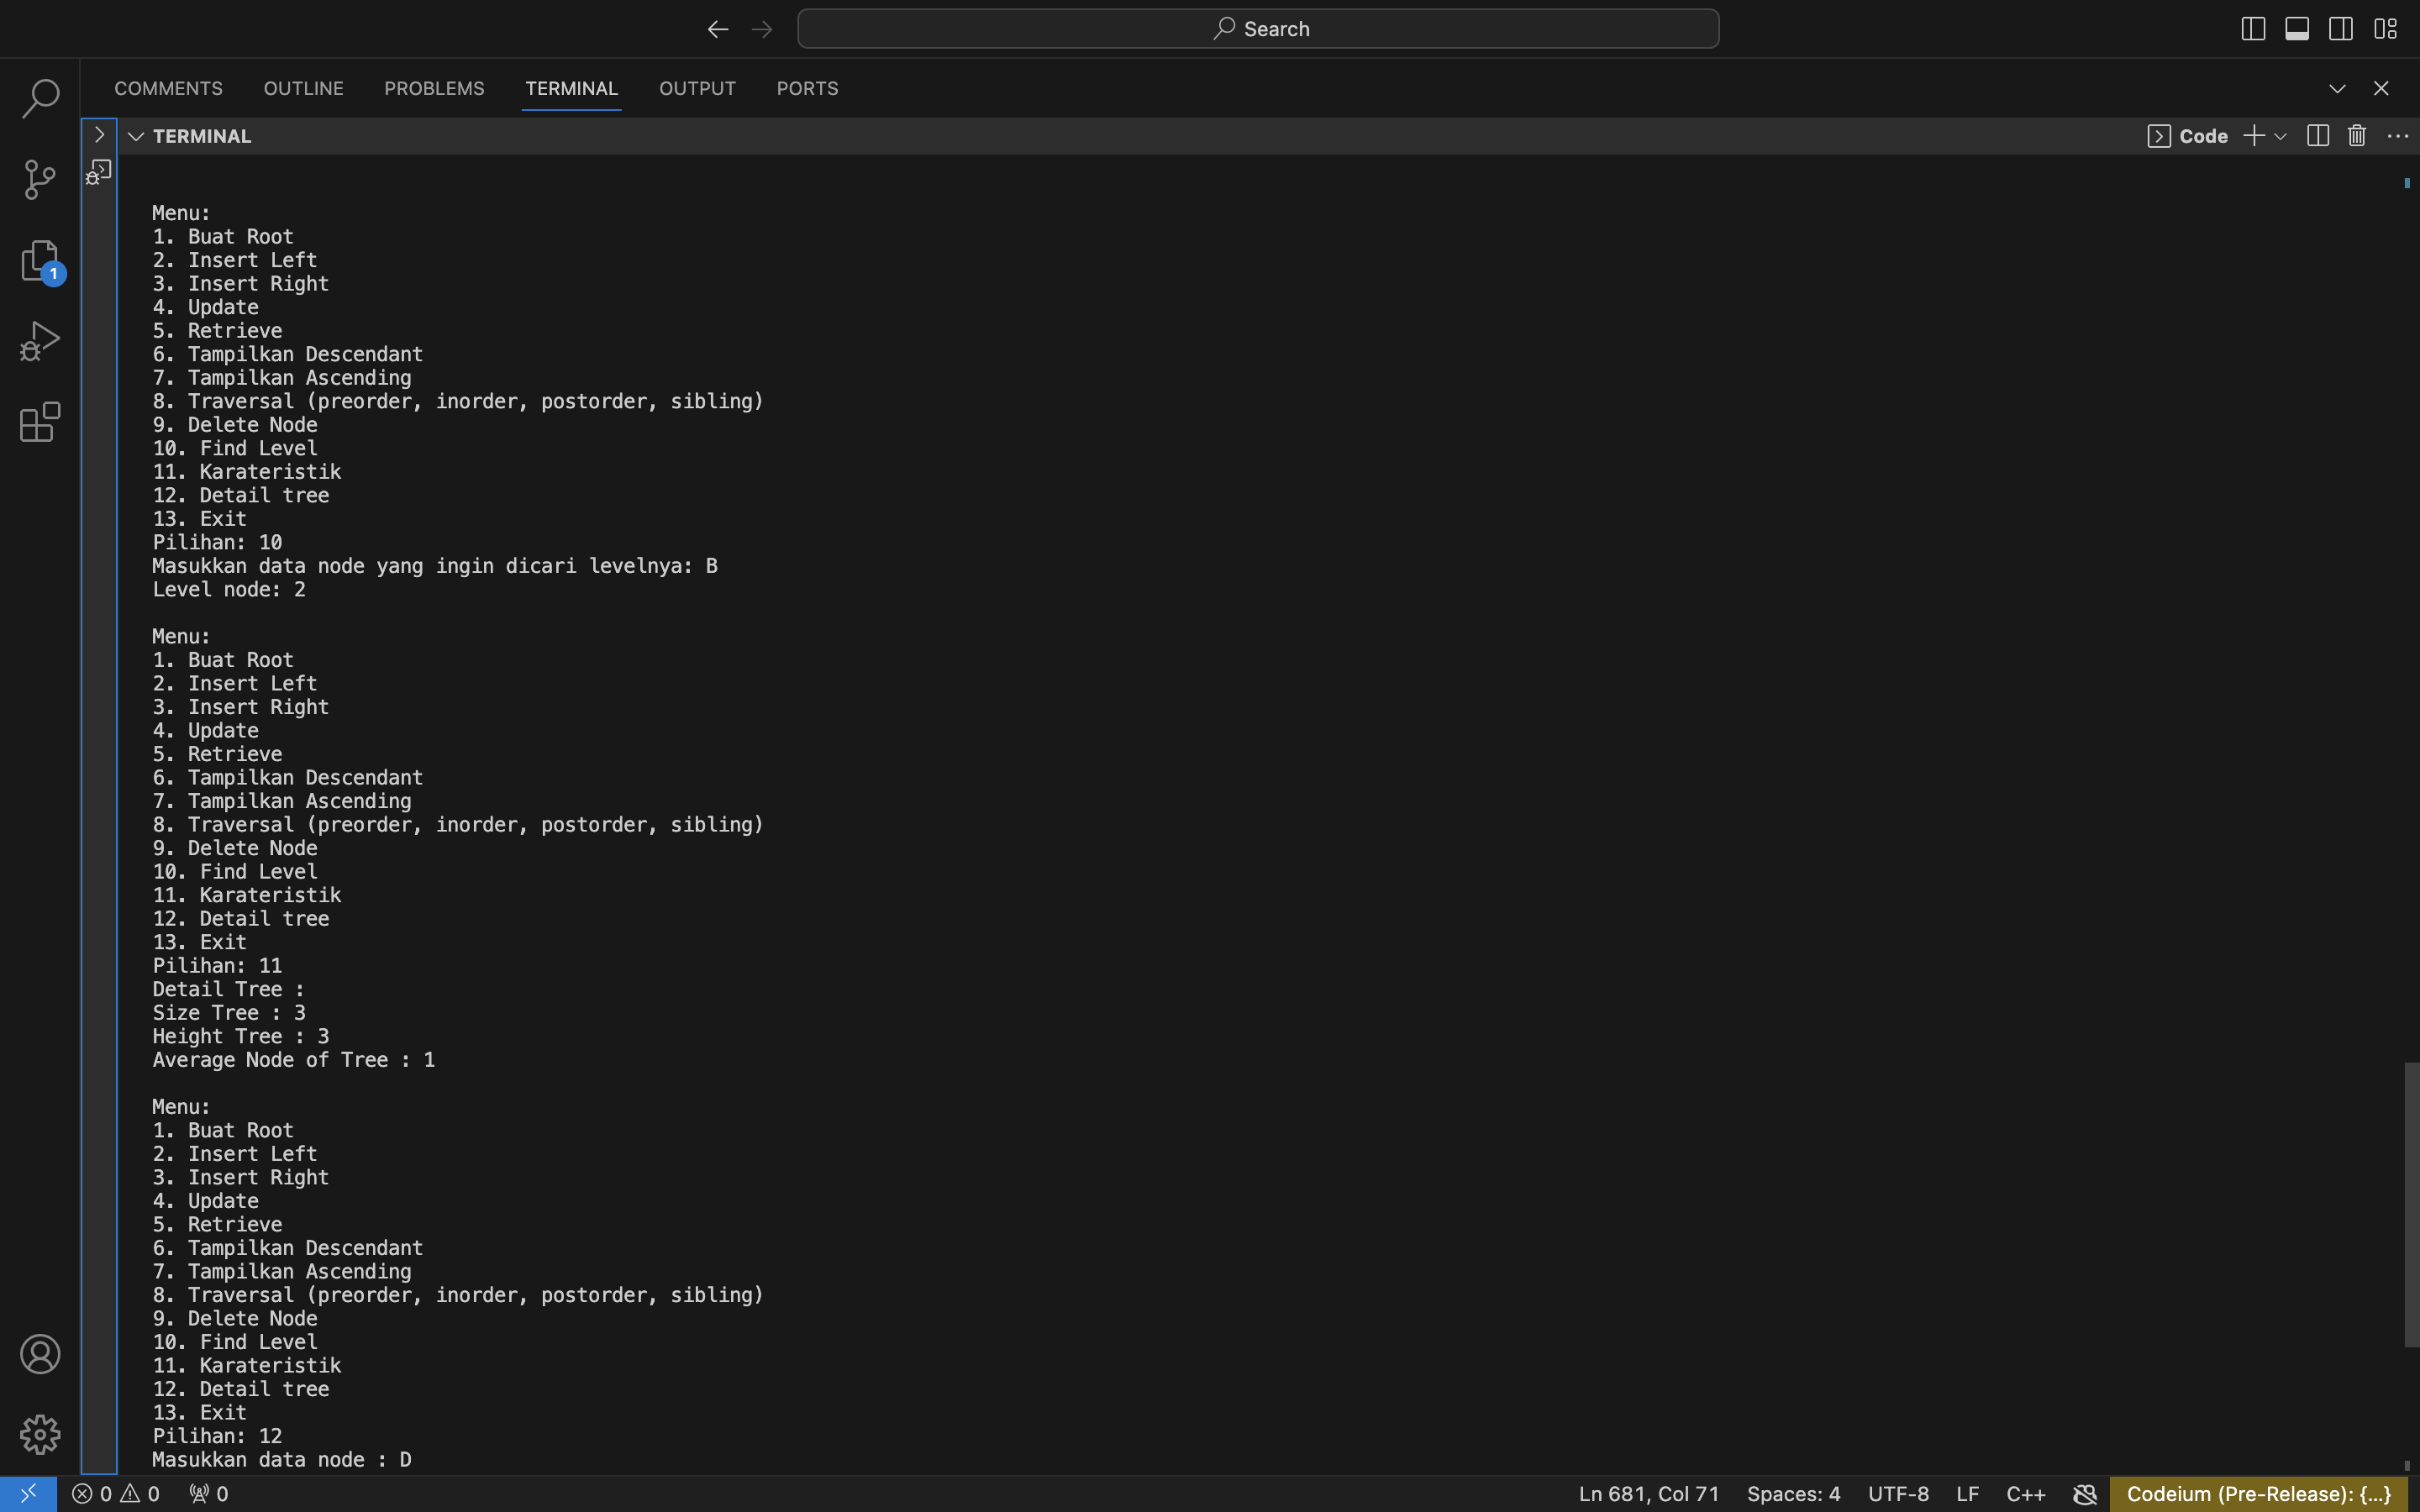 Search
COMMENTS OUTLINE PROBLEMS TERMINAL OUTPUT PORTS
TERMINAL
Code
1
Menu:
1. Buat Root
2. Insert Left
3. Insert Right
4. Update
5. Retrieve
6. Tampilkan Descendant
7. Tampilkan Ascending
8. Traversal (preorder, inorder, postorder, sibling)
9. Delete Node
10. Find Level
11. Karateristik
12. Detail tree
13. Exit
Pilihan: 10
Masukkan data node yang ingin dicari levelnya: B
Level node: 2
Menu:
1. Buat Root
2. Insert Left
3. Insert Right
4. Update
5. Retrieve
6. Tampilkan Descendant
7. Tampilkan Ascending
8. Traversal (preorder, inorder, postorder, sibling)
9. Delete Node
10. Find Level
11. Karateristik
12. Detail tree
13. Exit
Pilihan: 11
Detail Tree :
Size Tree : 3
Height Tree : 3
Average Node of Tree : 1
Menu:
1. Buat Root
2. Insert Left
3. Insert Right
4. Update
5. Retrieve
6. Tampilkan Descendant
7. Tampilkan Ascending
8. Traversal (preorder, inorder, postorder, sibling)
9. Delete Node
10. Find Level
11. Karateristik
12. Detail tree
13. Exit
Pilihan: 12
Masukkan data node : D
0 0 0 Ln 681, Col 71 Spaces: 4 UTF-8 LF C++ Codeium (Pre-Release): {...}